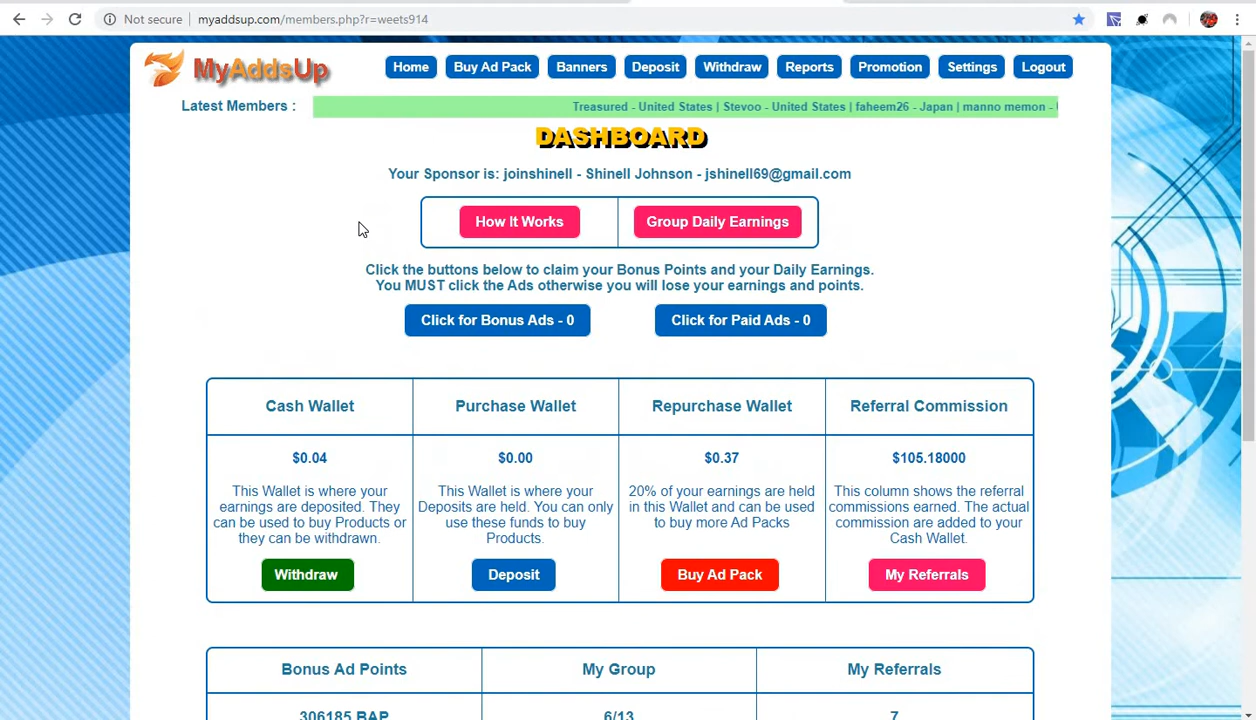 Not secure myaddsup.com/members.php?r=weets914
MyAddsUp
Home Buy Ad Pack Banners Deposit Withdraw Reports Promotion Settings Logout
Latest Members : Treasured - United States | Stevoo - United States | faheem26 - Japan | manno memon -
DASHBOARD
Your Sponsor is: joinshinell - Shinell Johnson - jshinell69@gmail.com
How It Works Group Daily Earnings
Click the buttons below to claim your Bonus Points and your Daily Earnings.
You MUST click the Ads otherwise you will lose your earnings and points.
Click for Bonus Ads - 0 Click for Paid Ads - 0
Cash Wallet Purchase Wallet Repurchase Wallet Referral Commission
$0.04 $0.00 $0.37 $105.18000
This Wallet is where your This Wallet is where your 20% of your earnings are held This column shows the referral
earnings are deposited. They Deposits are held. You can only in this Wallet and can be used commissions earned. The actual
can be used to buy Products or use these funds to buy to buy more Ad Packs commission are added to your
they can be withdrawn. Products. Cash Wallet.
Withdraw Deposit Buy Ad Pack My Referrals
Bonus Ad Points My Group My Referrals
306185 BAP 6/13 7